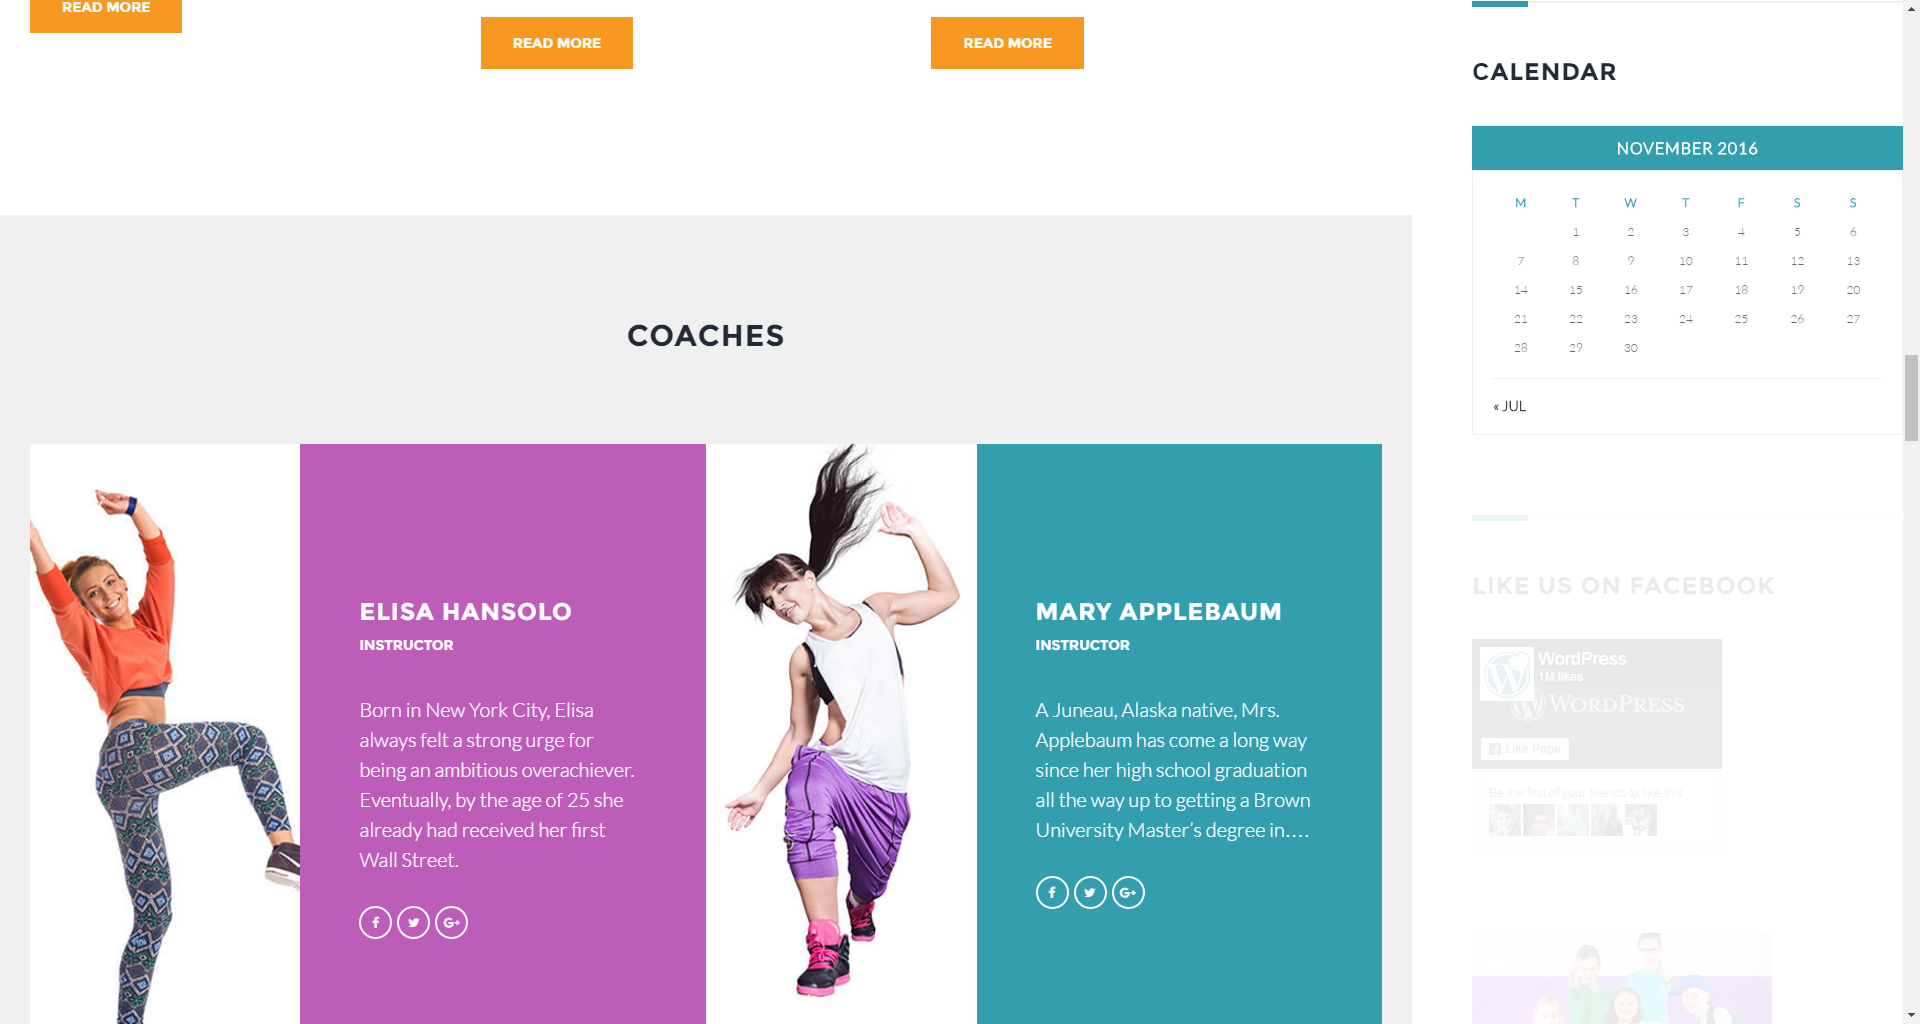 READ MORE
READ MORE
READ MORE
COACHES
ELISA HANSOLO
INSTRUCTOR
Born in New York City, Elisa
always felt a strong urge for
being an ambitious overachiever.
Eventually, by the age of 25 she
already had received her first
Wall Street.
MARY APPLEBAUM
INSTRUCTOR
A Juneau, Alaska native, Mrs.
Applebaum has come a long way
since her high school graduation
all the way up to getting a Brown
University Master’s degree in….
CALENDAR
NOVEMBER 2016
M T W T F S S
1 2 3 4 5 6
7 8 9 10 11 12 13
14 15 16 17 18 19 20
21 22 23 24 25 26 27
28 29 30
« JUL
LIKE US ON FACEBOOK
WordPress
1M likes
WORDPRESS
Like Page
Be the first of your friends to like this